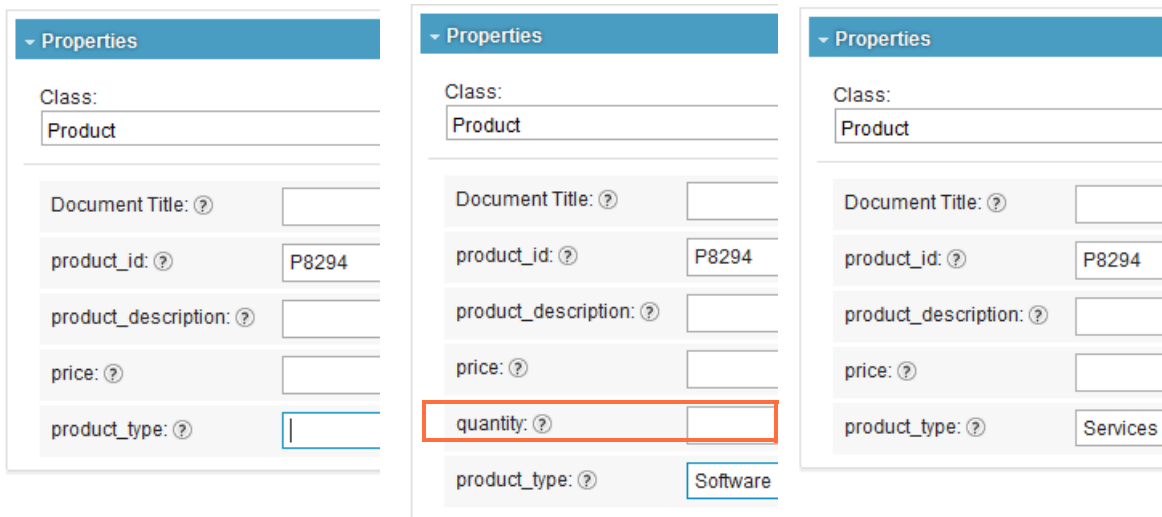 Properties
Class:
Product
Document Title: ?
product_id: ? P8294
product_description: ?
price: ?
product_type: ?
Properties
Class:
Product
Document Title: ?
product_id: ? P8294
product_description: ?
price: ?
quantity: ?
product_type: ? Software
Properties
Class:
Product
Document Title: ?
product_id: ? P8294
product_description: ?
price: ?
product_type: ? Services